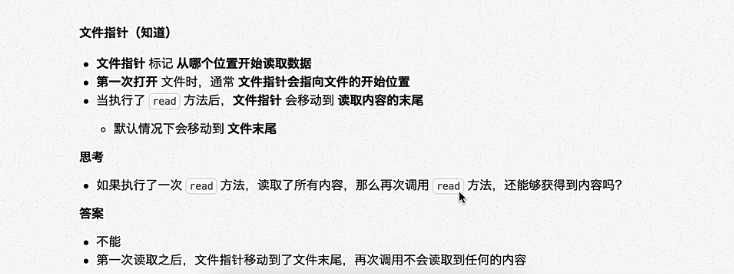 文件指针（知道）
文件指针 标记 从哪个位置开始读取数据
第一次打开 文件时，通常 文件指针会指向文件的开始位置
当执行了 read 方法后，文件指针 会移动到 读取内容的末尾
默认情况下会移动到 文件末尾
思考
如果执行了一次 read 方法，读取了所有内容，那么再次调用 read 方法，还能够获得到内容吗？
答案
不能
第一次读取之后，文件指针移动到了文件末尾，再次调用不会读取到任何的内容